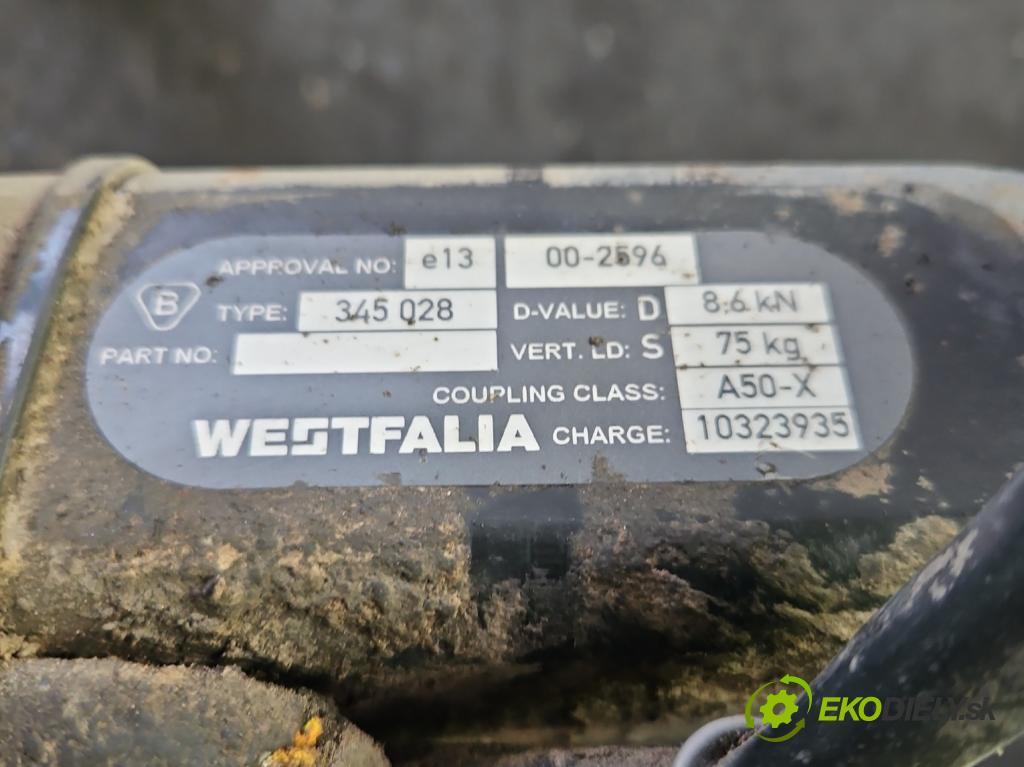 APPROVAL NO: e13 00-2596
B
TYPE: 345 028 D-VALUE: D 8.6 kN
PART NO: VERT. LD: S 75 kg
COUPLING CLASS: A50-X
WESTFALIA CHARGE: 10323935
EKODIELY.sk